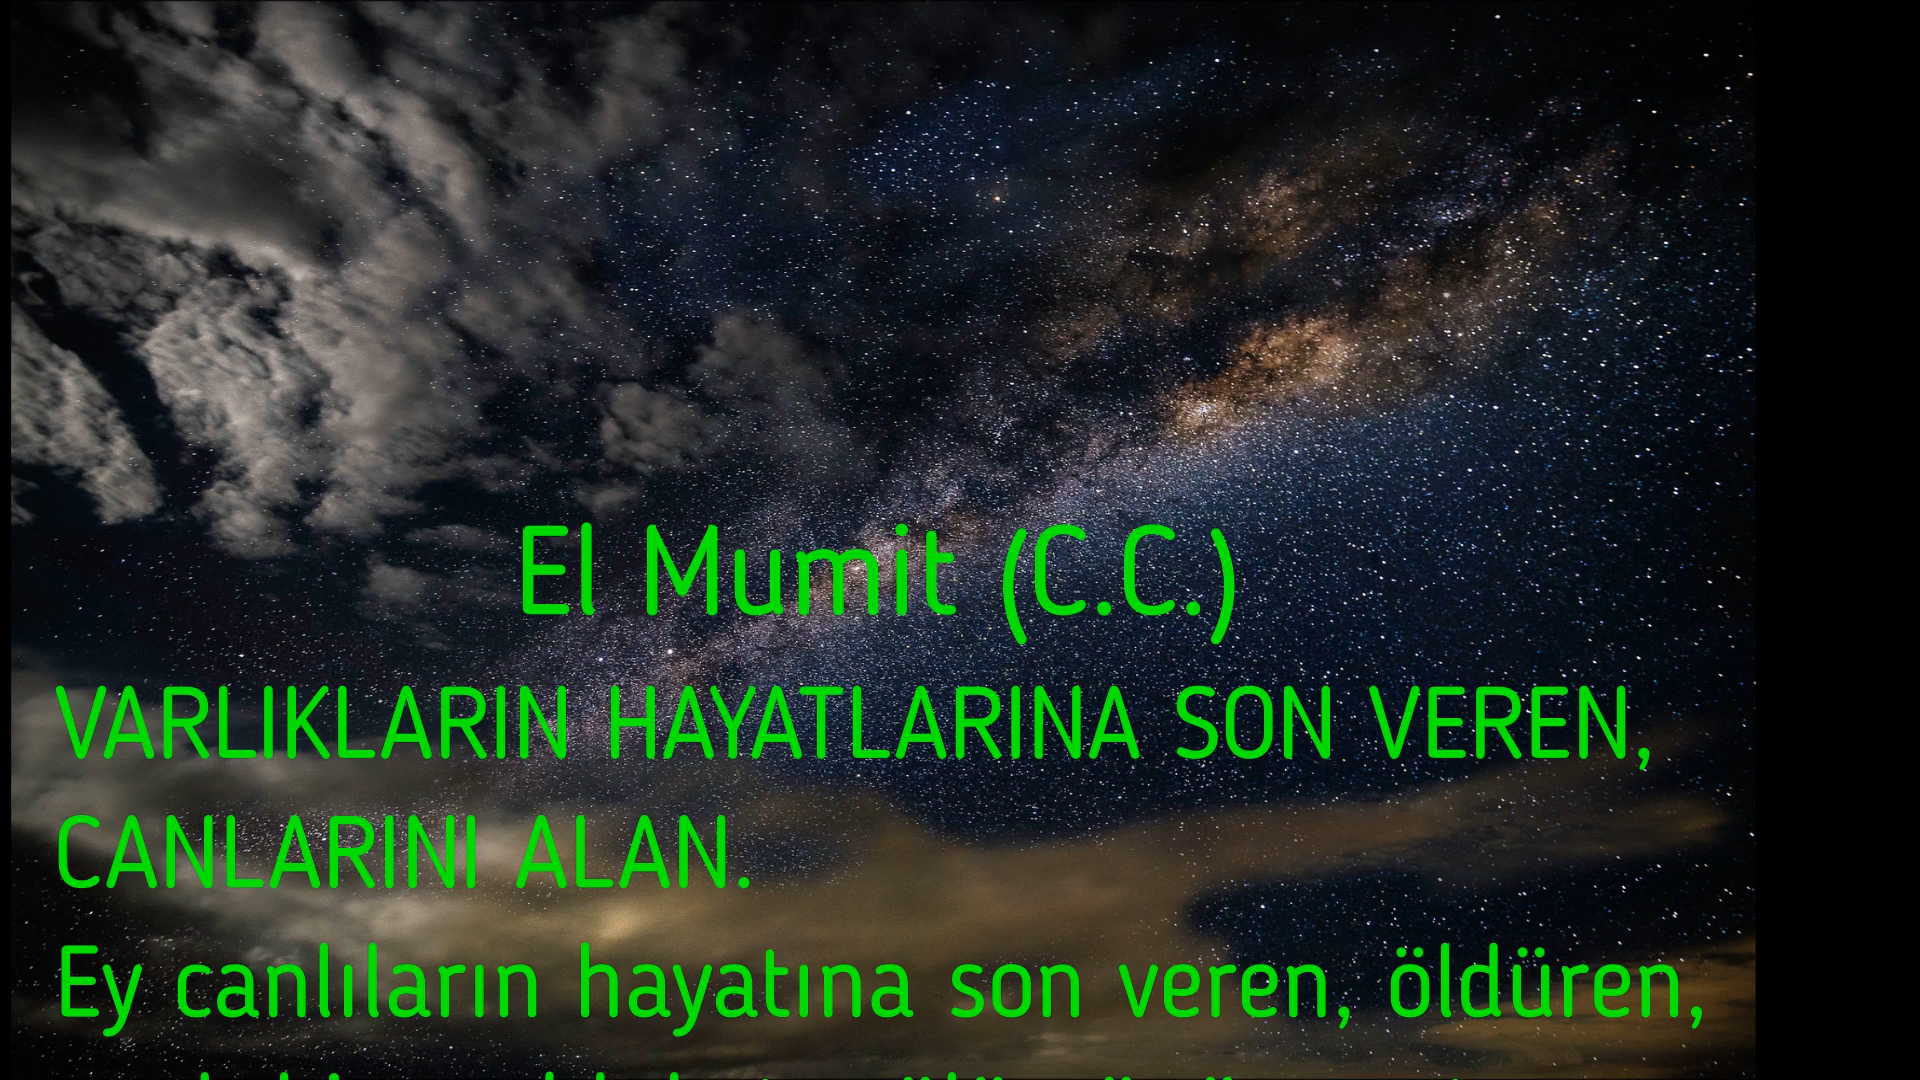 El Mumit (C.C.)
VARLIKLARIN HAYATLARINA SON VEREN,
CANLARINI ALAN.
Ey canlıların hayatına son veren, öldüren,